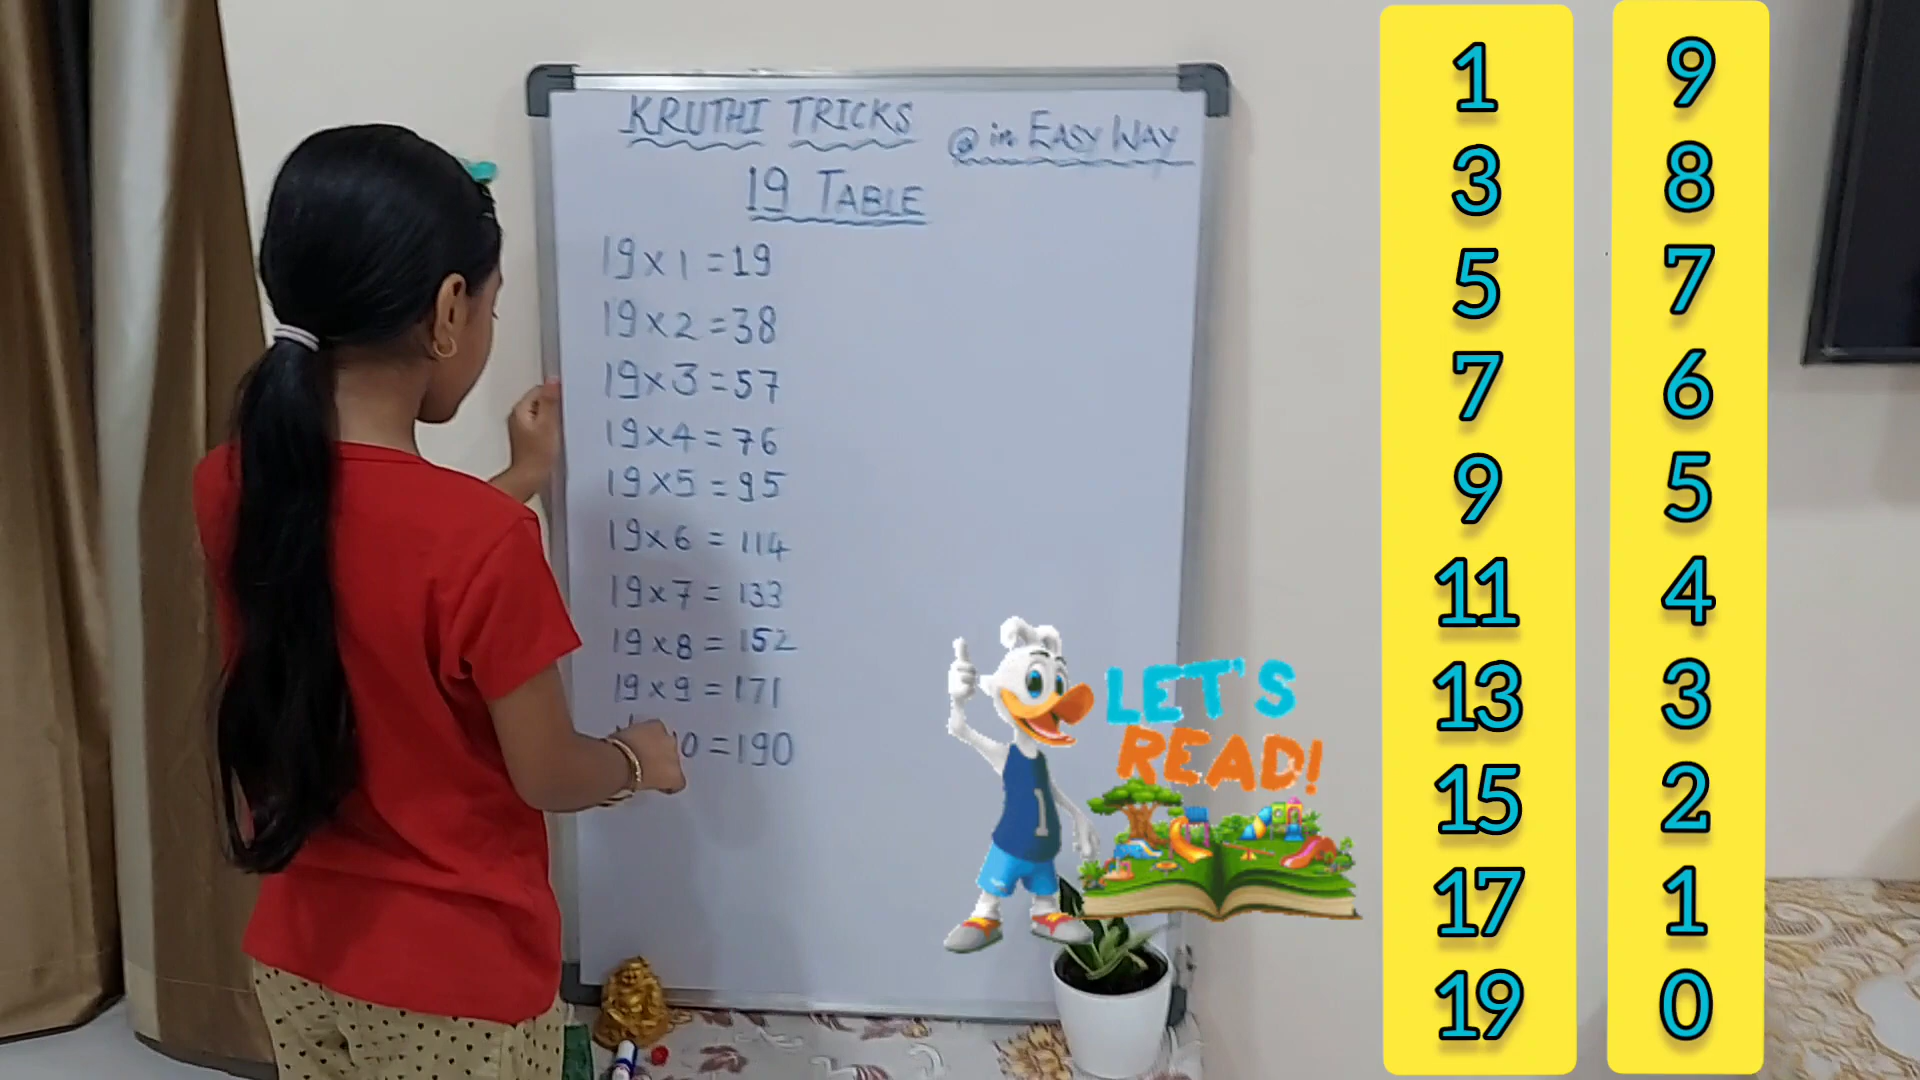 KRUTHI TRICKS
@ in EASY WAY
19 TABLE
19 x 1 = 19
19 x 2 = 38
19 x 3 = 57
19 x 4 = 76
19 x 5 = 95
19 x 6 = 114
19 x 7 = 133
19 x 8 = 152
19 x 9 = 171
10 = 190
LET'S
READ!
1
1 9
3 8
5 7
7 6
9 5
11 4
13 3
15 2
17 1
19 0